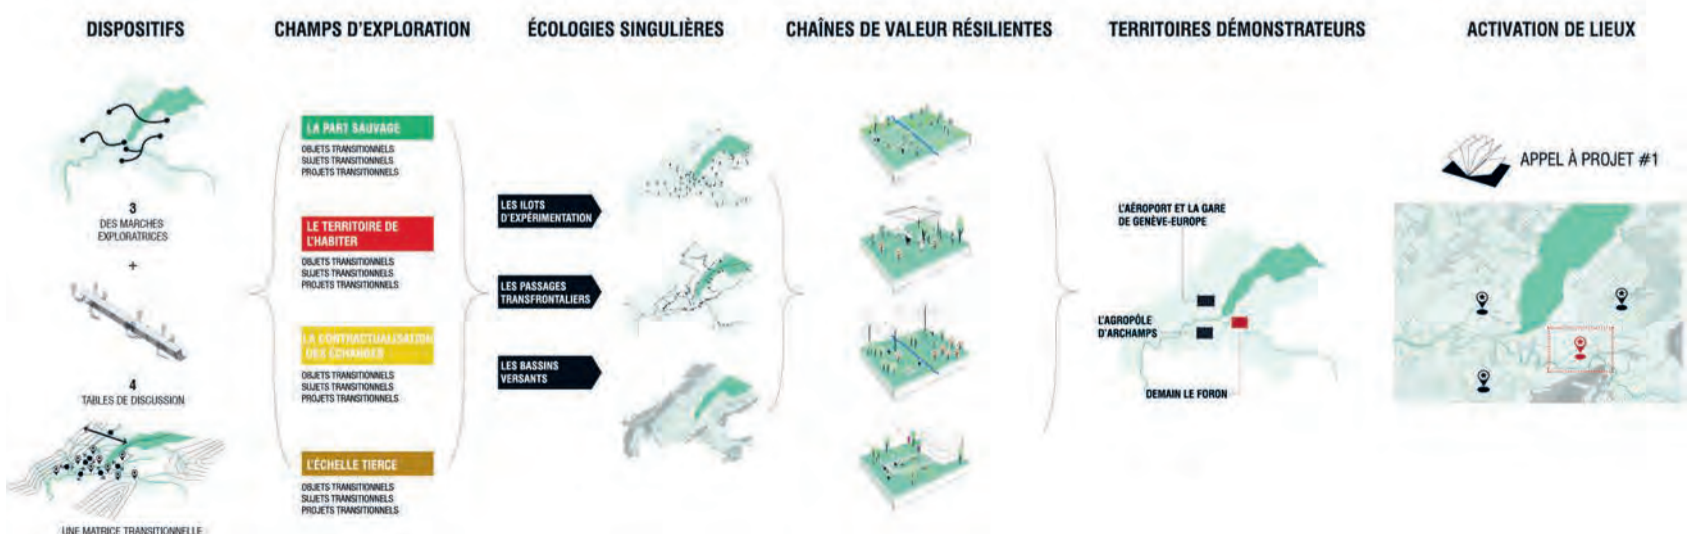 DISPOSITIFS
CHAMPS D'EXPLORATION
ÉCOLOGIES SINGULIÈRES
CHAÎNES DE VALEUR RÉSILIENTES
TERRITOIRES DÉMONSTRATEURS
ACTIVATION DE LIEUX
3
DES MARCHES
EXPLORATRICES
+
4
TABLES DE DISCUSSION
UNE MATRICE TRANSITIONNELLE
LA PART SAUVAGE
OBJETS TRANSITIONNELS
SUJETS TRANSITIONNELS
PROJETS TRANSITIONNELS
LE TERRITOIRE DE
L'HABITER
OBJETS TRANSITIONNELS
SUJETS TRANSITIONNELS
PROJETS TRANSITIONNELS
LA CONTRACTUALISATION
DES ÉCHANGES
OBJETS TRANSITIONNELS
SUJETS TRANSITIONNELS
PROJETS TRANSITIONNELS
L'ÉCHELLE TIERCE
OBJETS TRANSITIONNELS
SUJETS TRANSITIONNELS
PROJETS TRANSITIONNELS
LES ILOTS
D'EXPÉRIMENTATION
LES PASSAGES
TRANSFRONTALIERS
LES BASSINS
VERSANTS
L'AÉROPORT ET LA GARE
DE GENÈVE-EUROPE
L'AGROPÔLE
D'ARCHAMPS
DEMAIN LE FORON
APPEL À PROJET #1